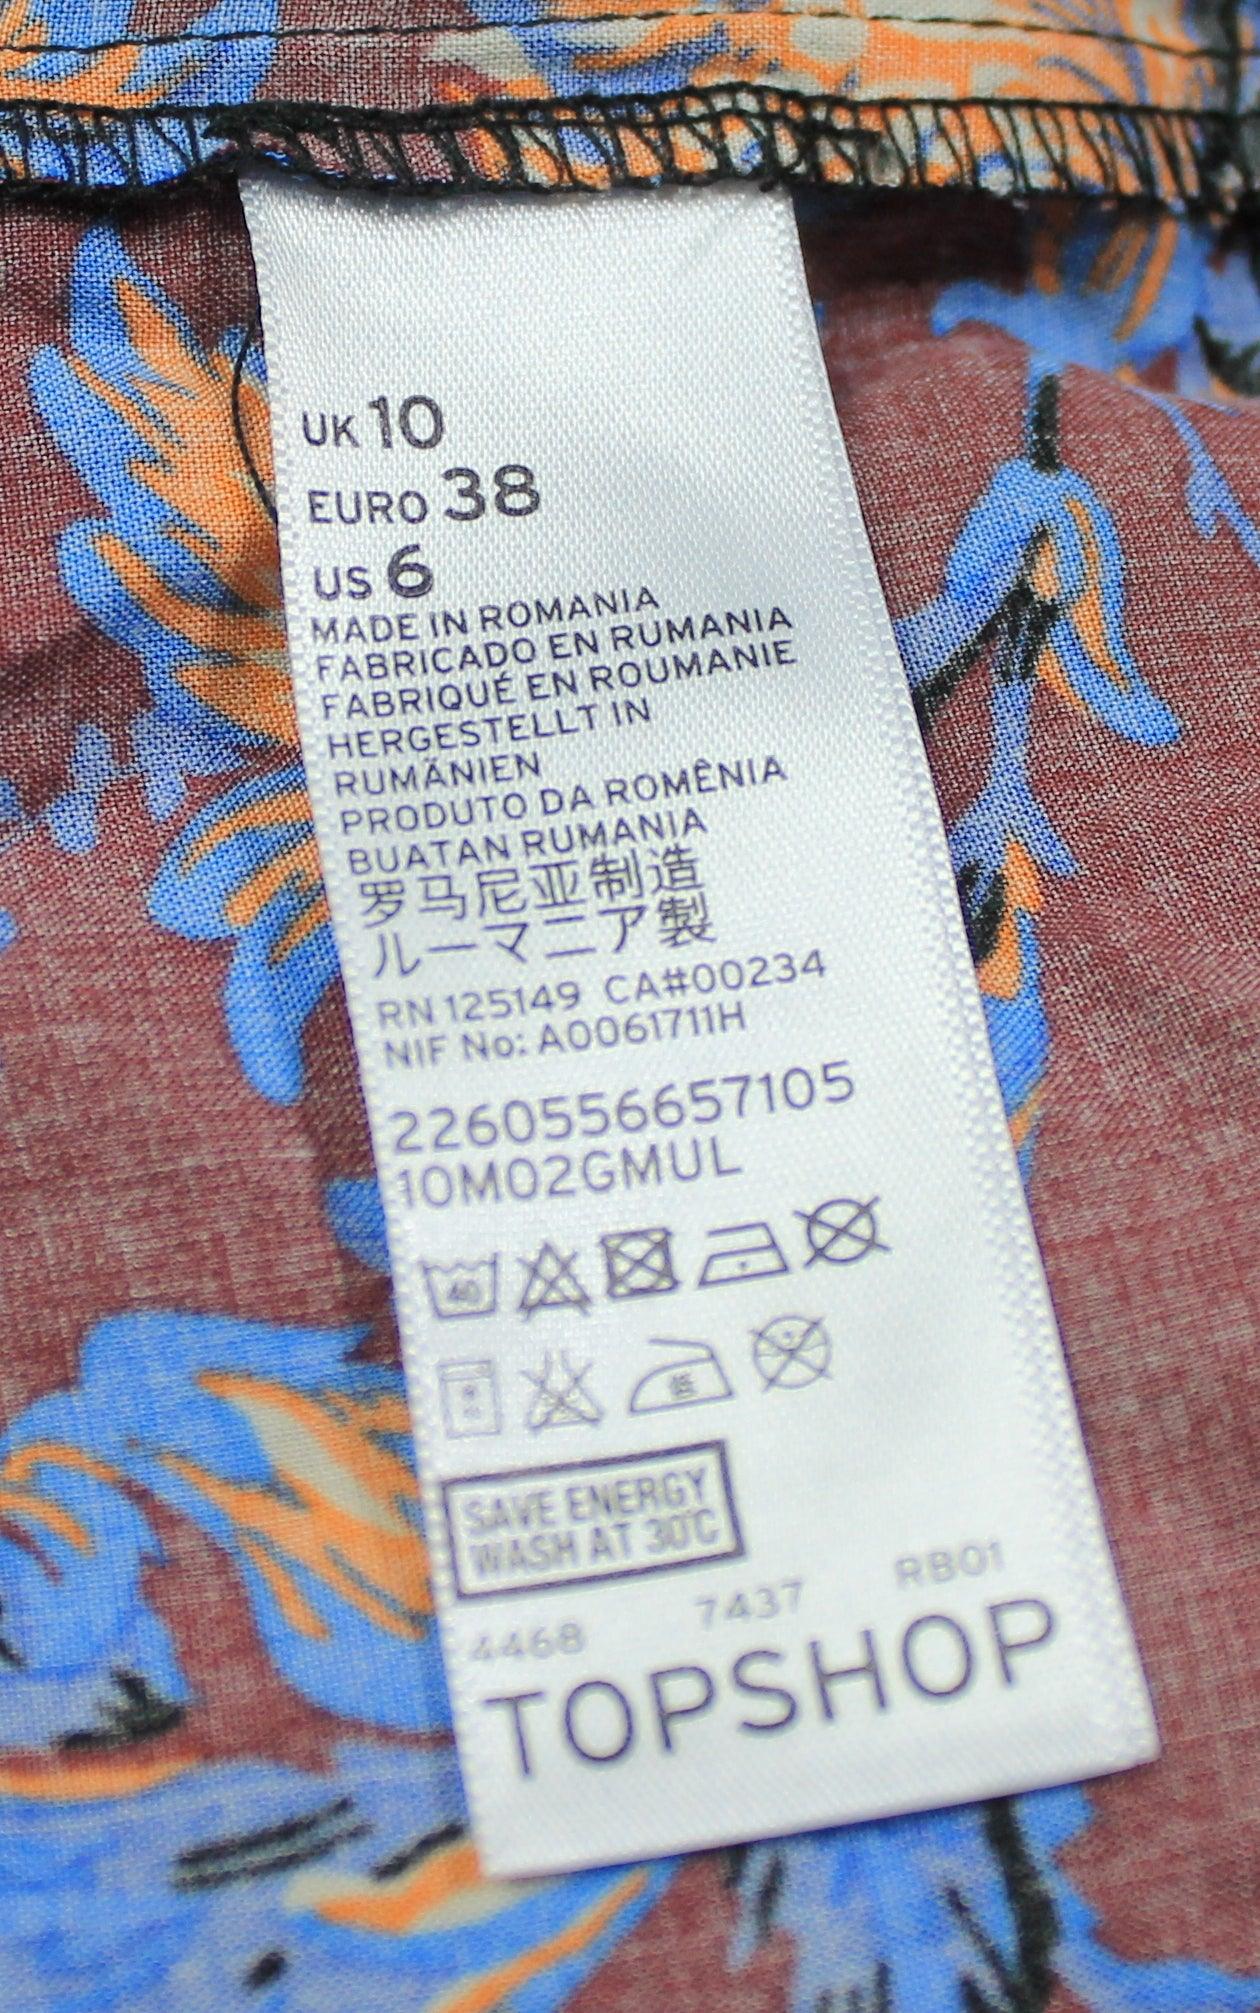 UK 10
EURO 38
US 6
MADE IN ROMANIA
FABRICADO EN RUMANIA
FABRIQUÉ EN ROUMANIE
HERGESTELLT IN
RUMÄNIEN
PRODUTO DA ROMÊNIA
BUATAN RUMANIA
罗马尼亚制造
ルーマニア製
RN 125149 CA#00234
NIF No: A0061711H
2260556657105
10M02GMUL
40
低
SAVE ENERGY
WASH AT 30°C
4468 7437 RB01
TOPSHOP